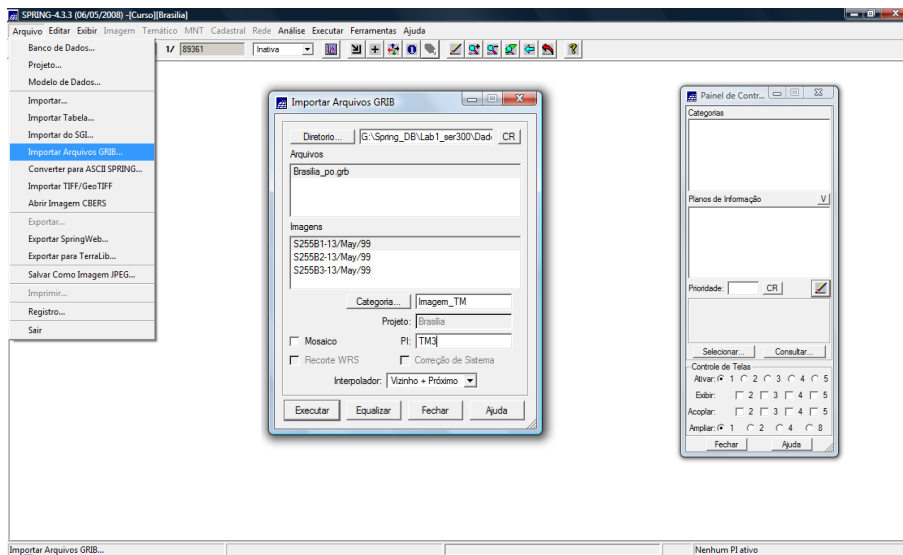 SPRING-4.3.3 (06/05/2008) -[Curso][Brasilia]
Arquivo Editar Exibir Imagem Temático MNT Cadastral Rede Análise Executar Ferramentas Ajuda
1/ 89361 Inativa
Banco de Dados...
Projeto...
Modelo de Dados...
Importar...
Importar Tabela...
Importar do SGI...
Importar Arquivos GRIB...
Converter para ASCII SPRING...
Importar TIFF/GeoTIFF
Abrir Imagem CBERS
Exportar...
Exportar SpringWeb...
Exportar para TerraLib...
Salvar Como Imagem JPEG...
Imprimir...
Registro...
Sair
Importar Arquivos GRIB
Diretorio... G:\Spring_DB\Lab1_ser300\Dad CR
Arquivos
Brasilia_po.grb
Imagens
S255B1-13/May/99
S255B2-13/May/99
S255B3-13/May/99
Categoria... Imagem_TM
Projeto: Brasilia
Mosaico PI: TM3
Recorte WRS Correção de Sistema
Interpolador: Vizinho + Próximo
Executar Equalizar Fechar Ajuda
Painel de Contr...
Categorias
Planos de Informação V
Prioridade: CR
Selecionar... Consultar...
Controle de Telas
Ativar: 1 2 3 4 5
Exibir: 2 3 4 5
Acoplar: 2 3 4 5
Ampliar: 1 2 4 8
Fechar Ajuda
Importar Arquivos GRIB... Nenhum PI ativo